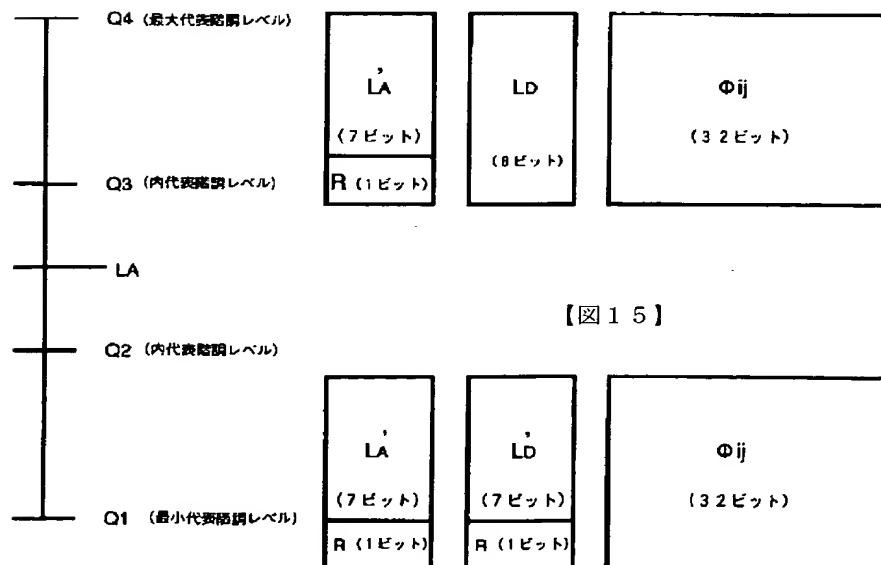 Q4 (最大代表階調レベル)
Q3 (内代表階調レベル)
LA
Q2 (内代表階調レベル)
Q1 (最小代表階調レベル)
LA'
(7ビット)
R (1ビット)
LD
(8ビット)
Φij
(32ビット)
【図15】
LA'
(7ビット)
R (1ビット)
LD'
(7ビット)
R (1ビット)
Φij
(32ビット)